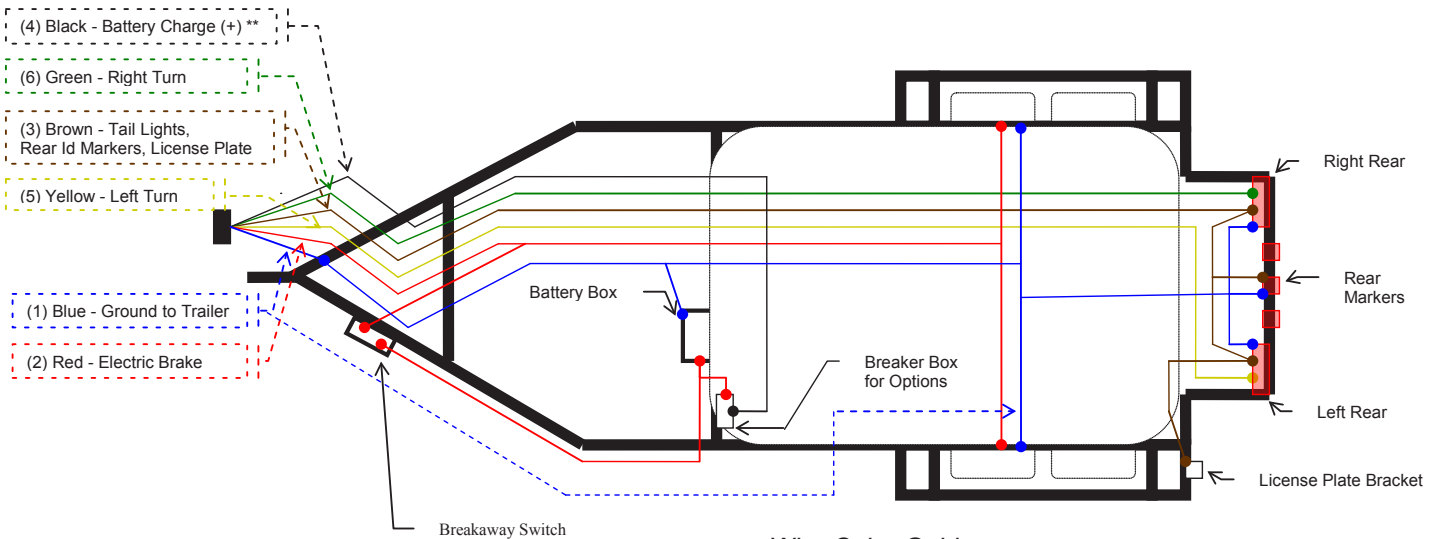 (4) Black - Battery Charge (+) **
(6) Green - Right Turn
(3) Brown - Tail Lights,
Rear Id Markers, License Plate
(5) Yellow - Left Turn
(1) Blue - Ground to Trailer
(2) Red - Electric Brake
Battery Box
Breaker Box
for Options
Right Rear
Rear
Markers
Left Rear
License Plate Bracket
Breakaway Switch